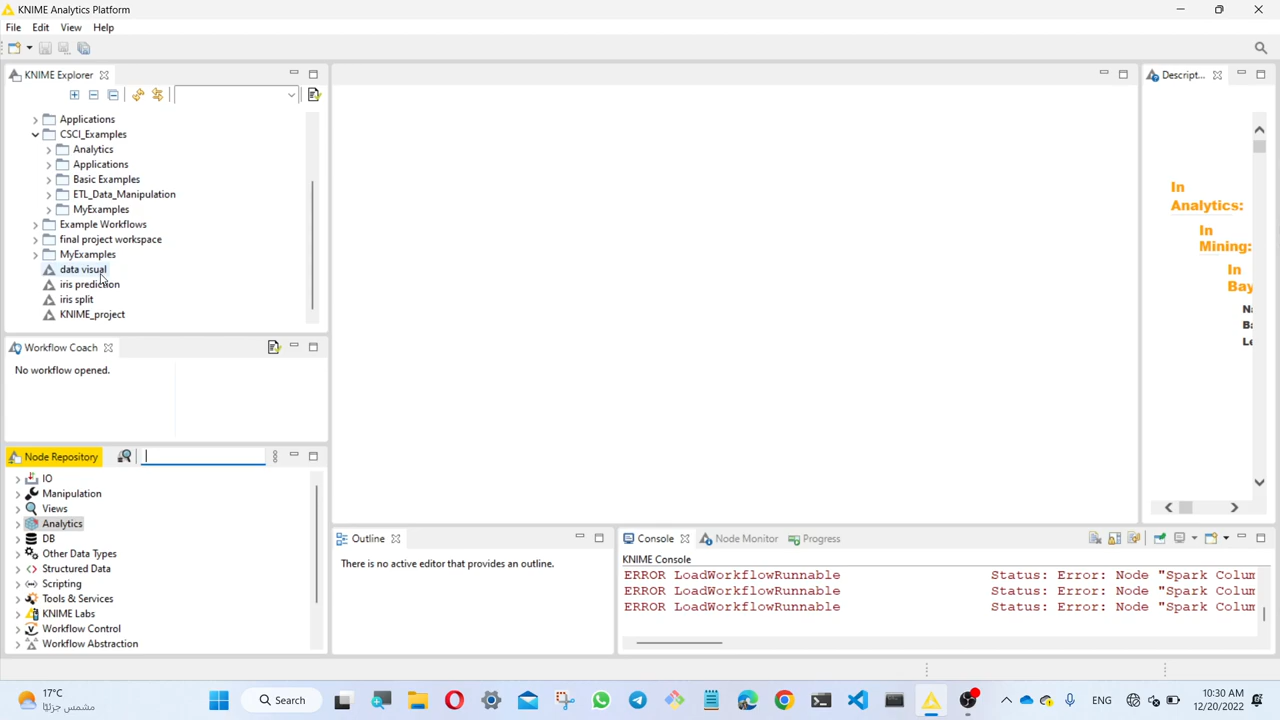 KNIME Analytics Platform
File Edit View Help
KNIME Explorer
Applications
CSCI_Examples
Analytics
Applications
Basic Examples
ETL_Data_Manipulation
MyExamples
Example Workflows
final project workspace
MyExamples
data visual
iris prediction
iris split
KNIME_project
Workflow Coach
No workflow opened.
Node Repository
IO
Manipulation
Views
Analytics
DB
Other Data Types
Structured Data
Scripting
Tools & Services
KNIME Labs
Workflow Control
Workflow Abstraction
Outline
There is no active editor that provides an outline.
Console Node Monitor Progress
KNIME Console
ERROR LoadWorkflowRunnable Status: Error: Node "Spark Colum
ERROR LoadWorkflowRunnable Status: Error: Node "Spark Colum
ERROR LoadWorkflowRunnable Status: Error: Node "Spark Colum
Descript...
In
Analytics:
In
Mining:
In
Bay
Na
Ba
Le
17°C
مشمس جزئيًا
Search
ENG
10:30 AM
12/20/2022